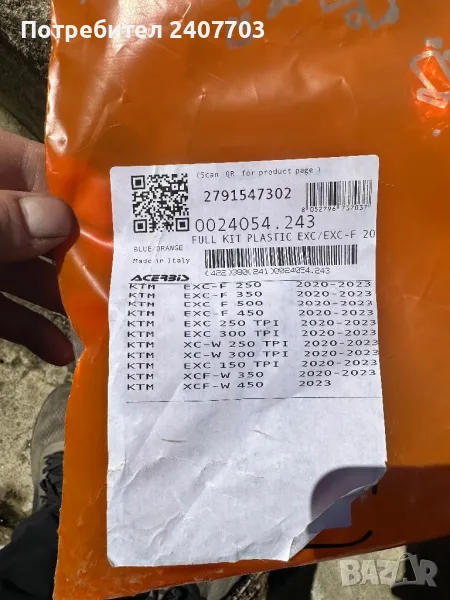 Потребител 2407703
(Scan QR for product page)
2791547302
8 052796 757037
0024054.243
FULL KIT PLASTIC EXC/EXC-F 20
BLUE/ORANGE
Made in Italy
ACERBIS
KTM EXC-F 250 2020-2023
KTM EXC-F 350 2020-2023
KTM EXC-F 500 2020-2023
KTM EXC-F 450 2020-2023
KTM EXC 250 TPI 2020-2023
KTM EXC 300 TPI 2020-2023
KTM XC-W 250 TPI 2020-2023
KTM XC-W 300 TPI 2020-2023
KTM EXC 150 TPI 2020-2023
KTM XCF-W 350 2020-2023
KTM XCF-W 450 2023
BAZAR